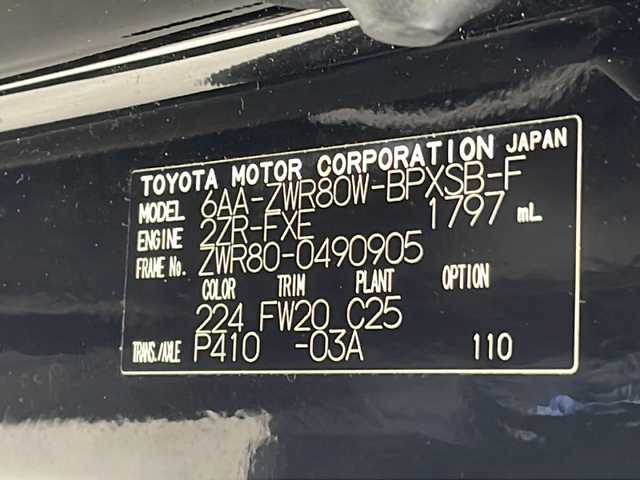 TOYOTA MOTOR CORPORATION JAPAN
MODEL 6AA-ZWR80W-BPXSB-F
ENGINE 2ZR-FXE 1797 mL
FRAME No. ZWR80-0490905
COLOR TRIM PLANT OPTION
224 FW20 C25
TRANS./AXLE P410 -03A 110